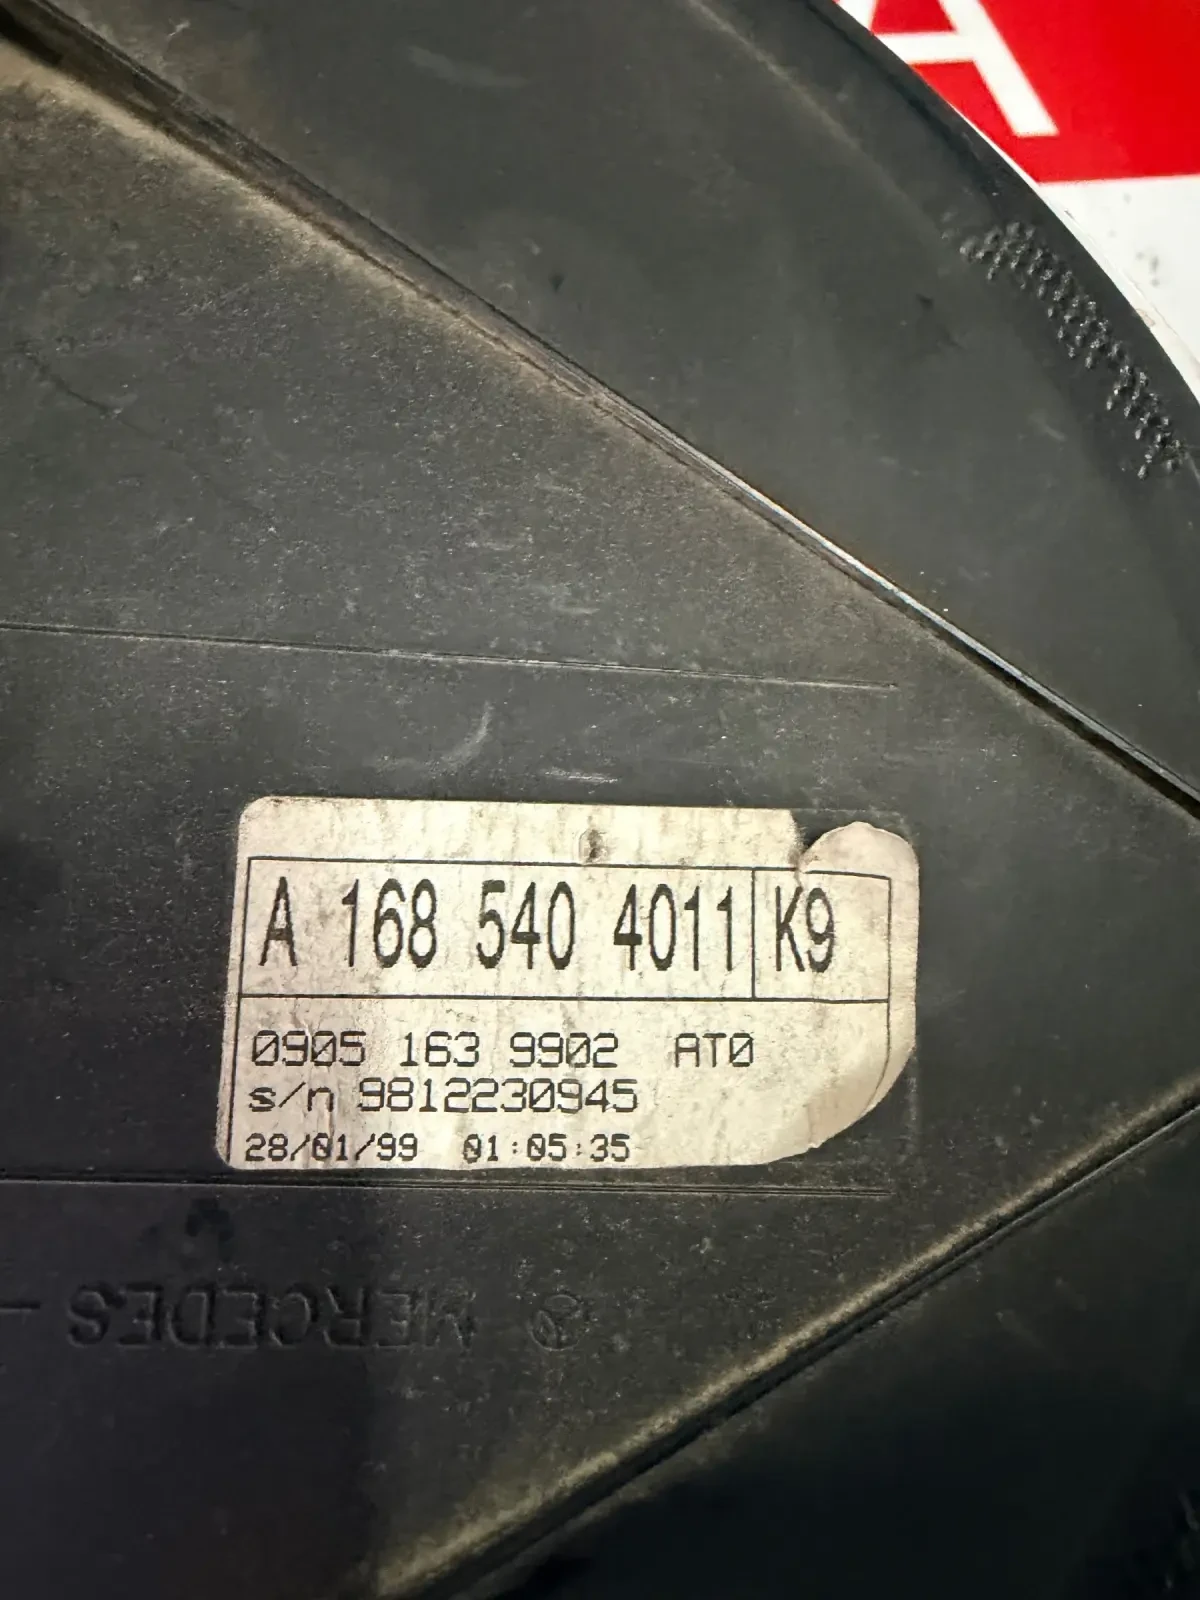 A
A 168 540 4011 K9
0905 163 9902 AT0
s/n 9812230945
28/01/99 01:05:35
MERCEDES -